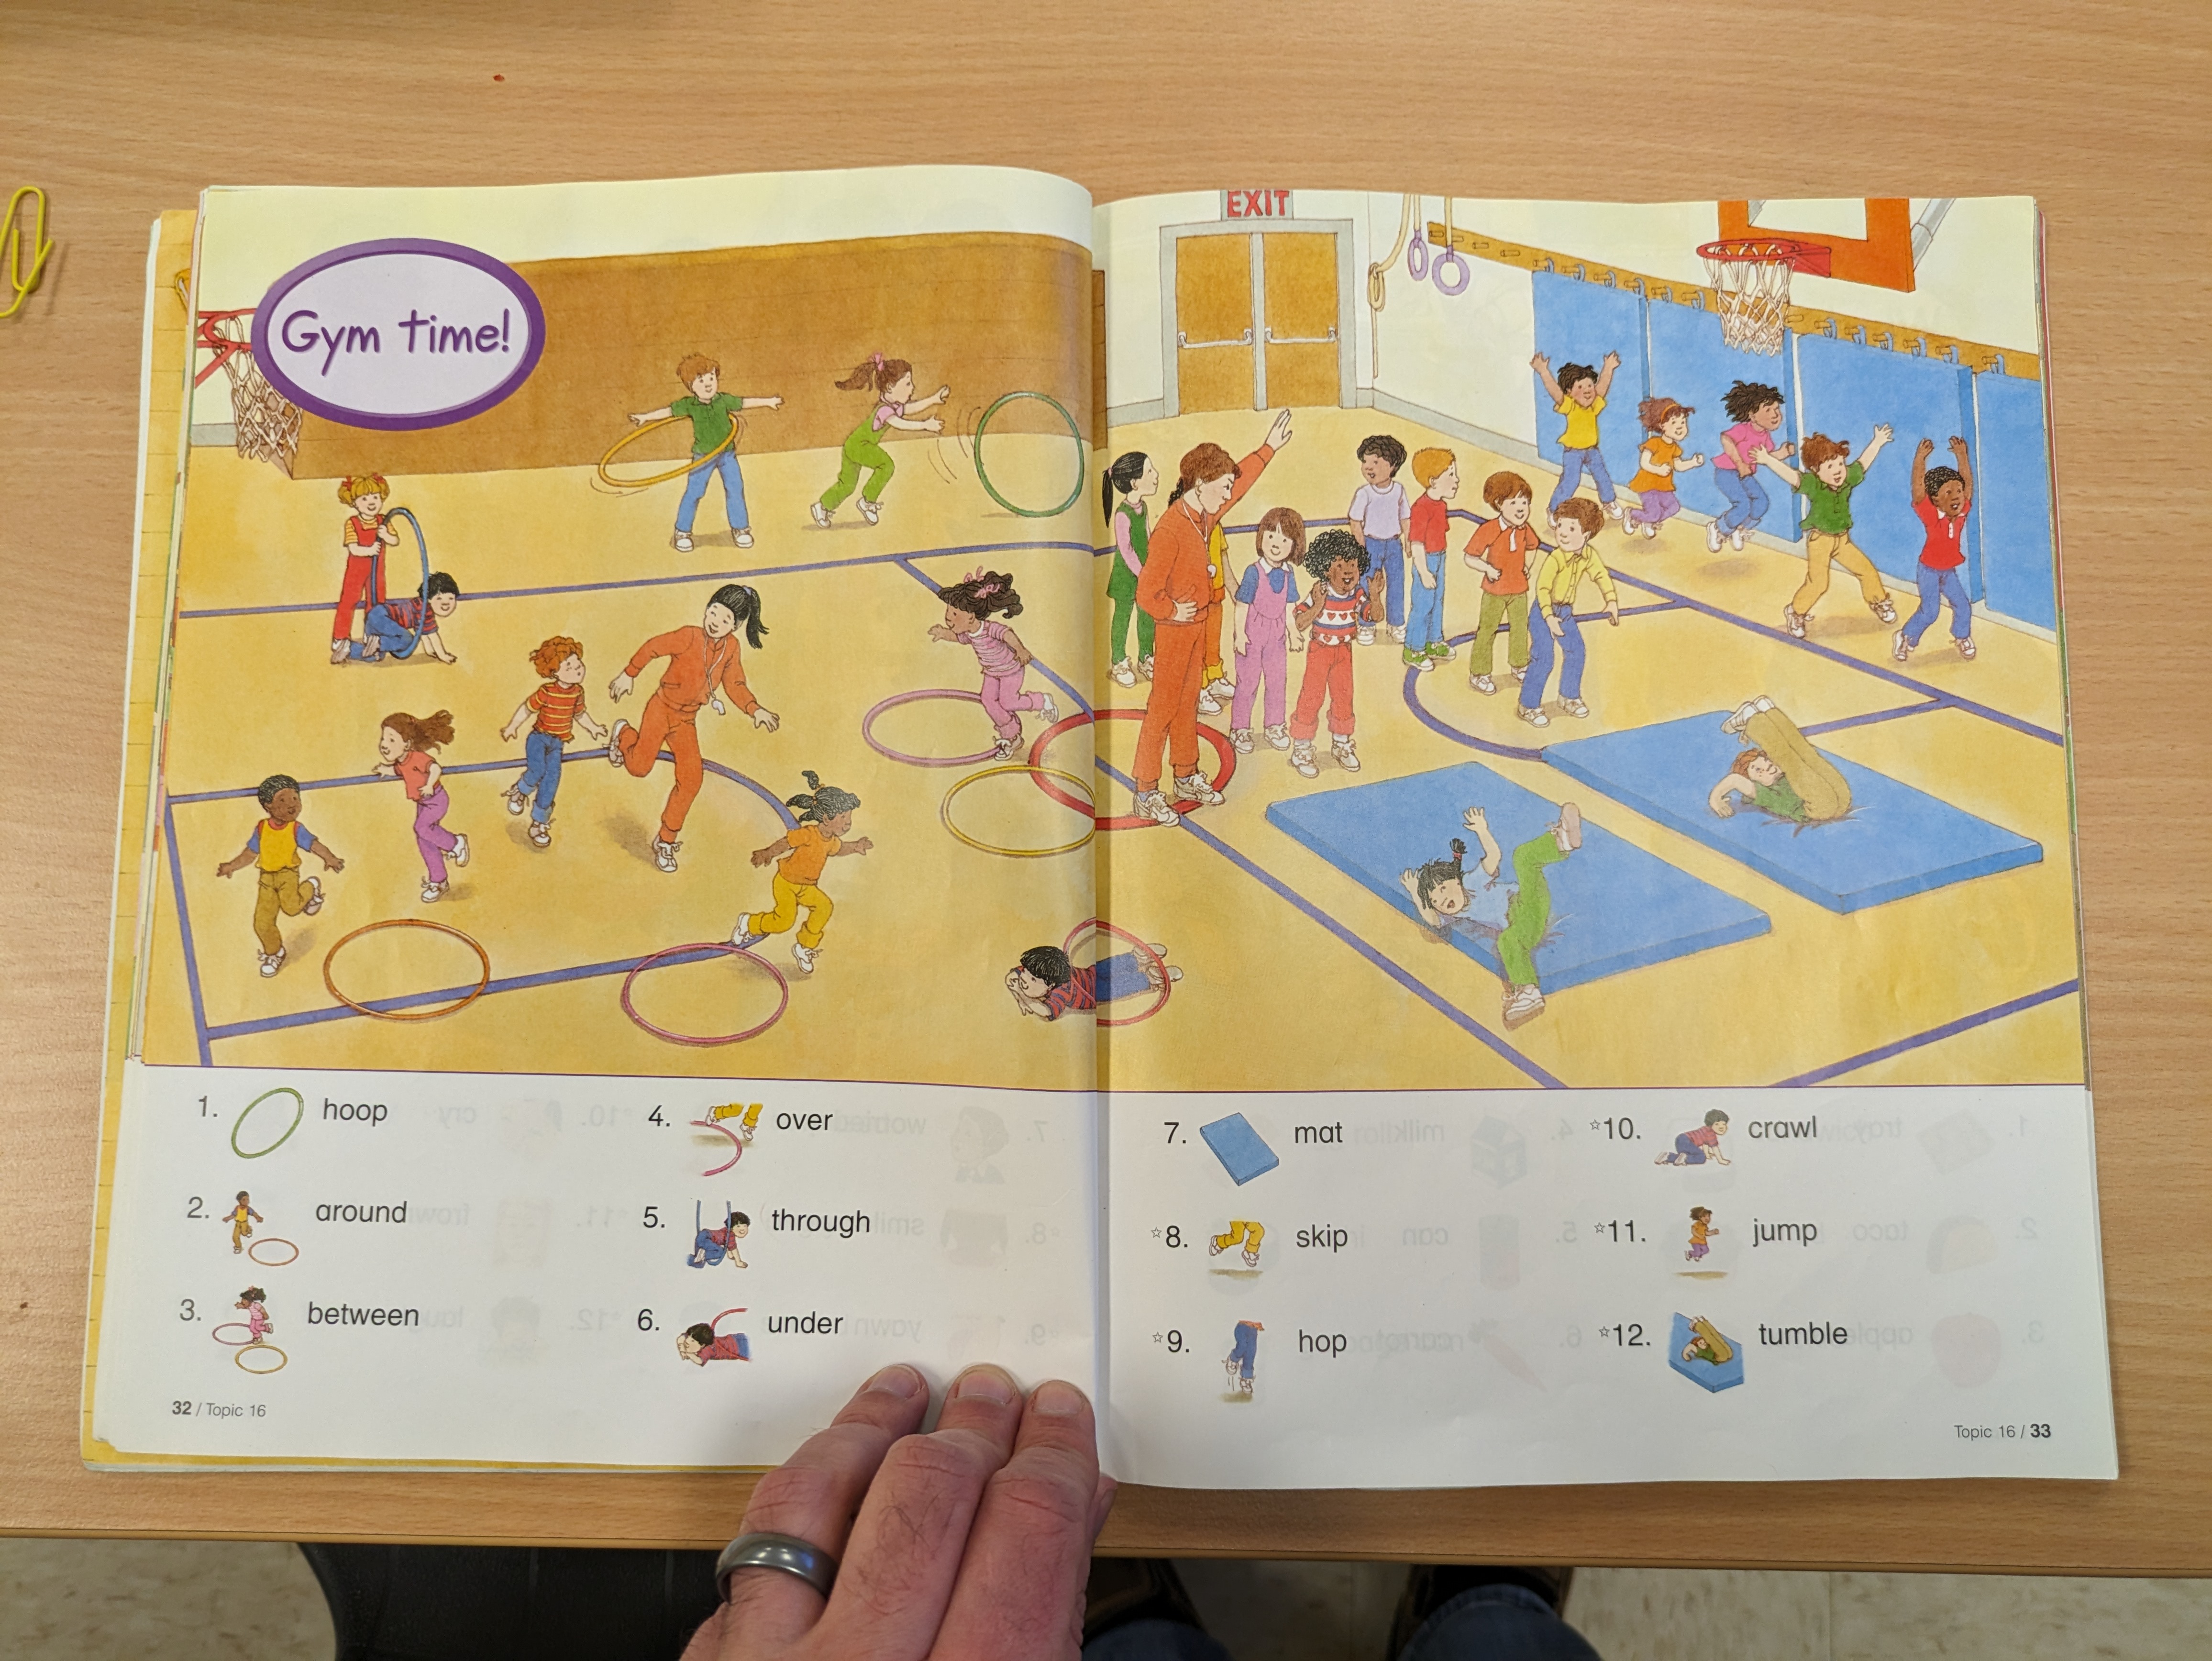 Gym time!
EXIT
1. hoop
2. around
3. between
4. over
5. through
6. under
32 / Topic 16
7. mat
☆8. skip
☆9. hop
☆10. crawl
☆11. jump
☆12. tumble
Topic 16 / 33